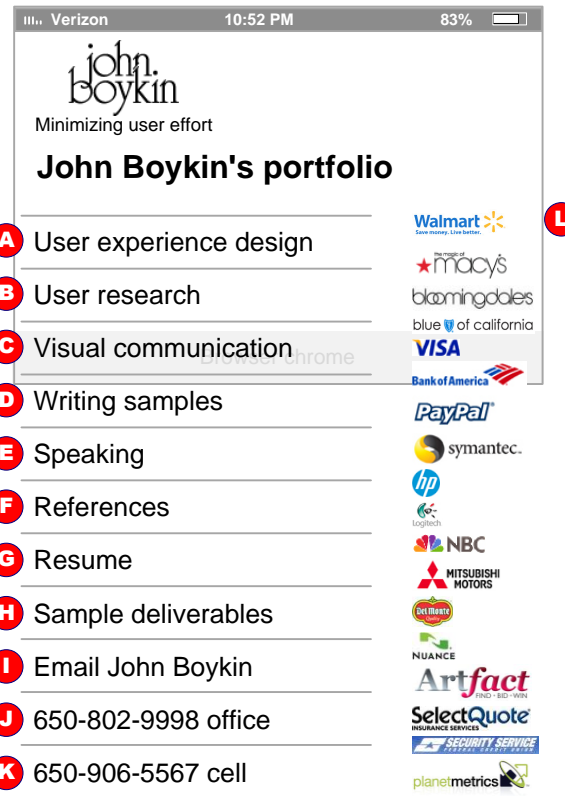 Verizon 10:52 PM 83%
john.
boykin
Minimizing user effort
John Boykin's portfolio
A User experience design
B User research
C Visual communication
Browser chrome
D Writing samples
E Speaking
F References
G Resume
H Sample deliverables
I Email John Boykin
J 650-802-9998 office
K 650-906-5567 cell
L
Walmart
Save money. Live better.
the magic of
macy's
bloomingdales
blue of california
VISA
Bank of America
PayPal
symantec.
hp
Logitech
NBC
MITSUBISHI
MOTORS
Del Monte
Quality
NUANCE
Artfact
FIND - BID - WIN
SelectQuote
INSURANCE SERVICES
SECURITY SERVICE
FEDERAL CREDIT UNION
planetmetrics